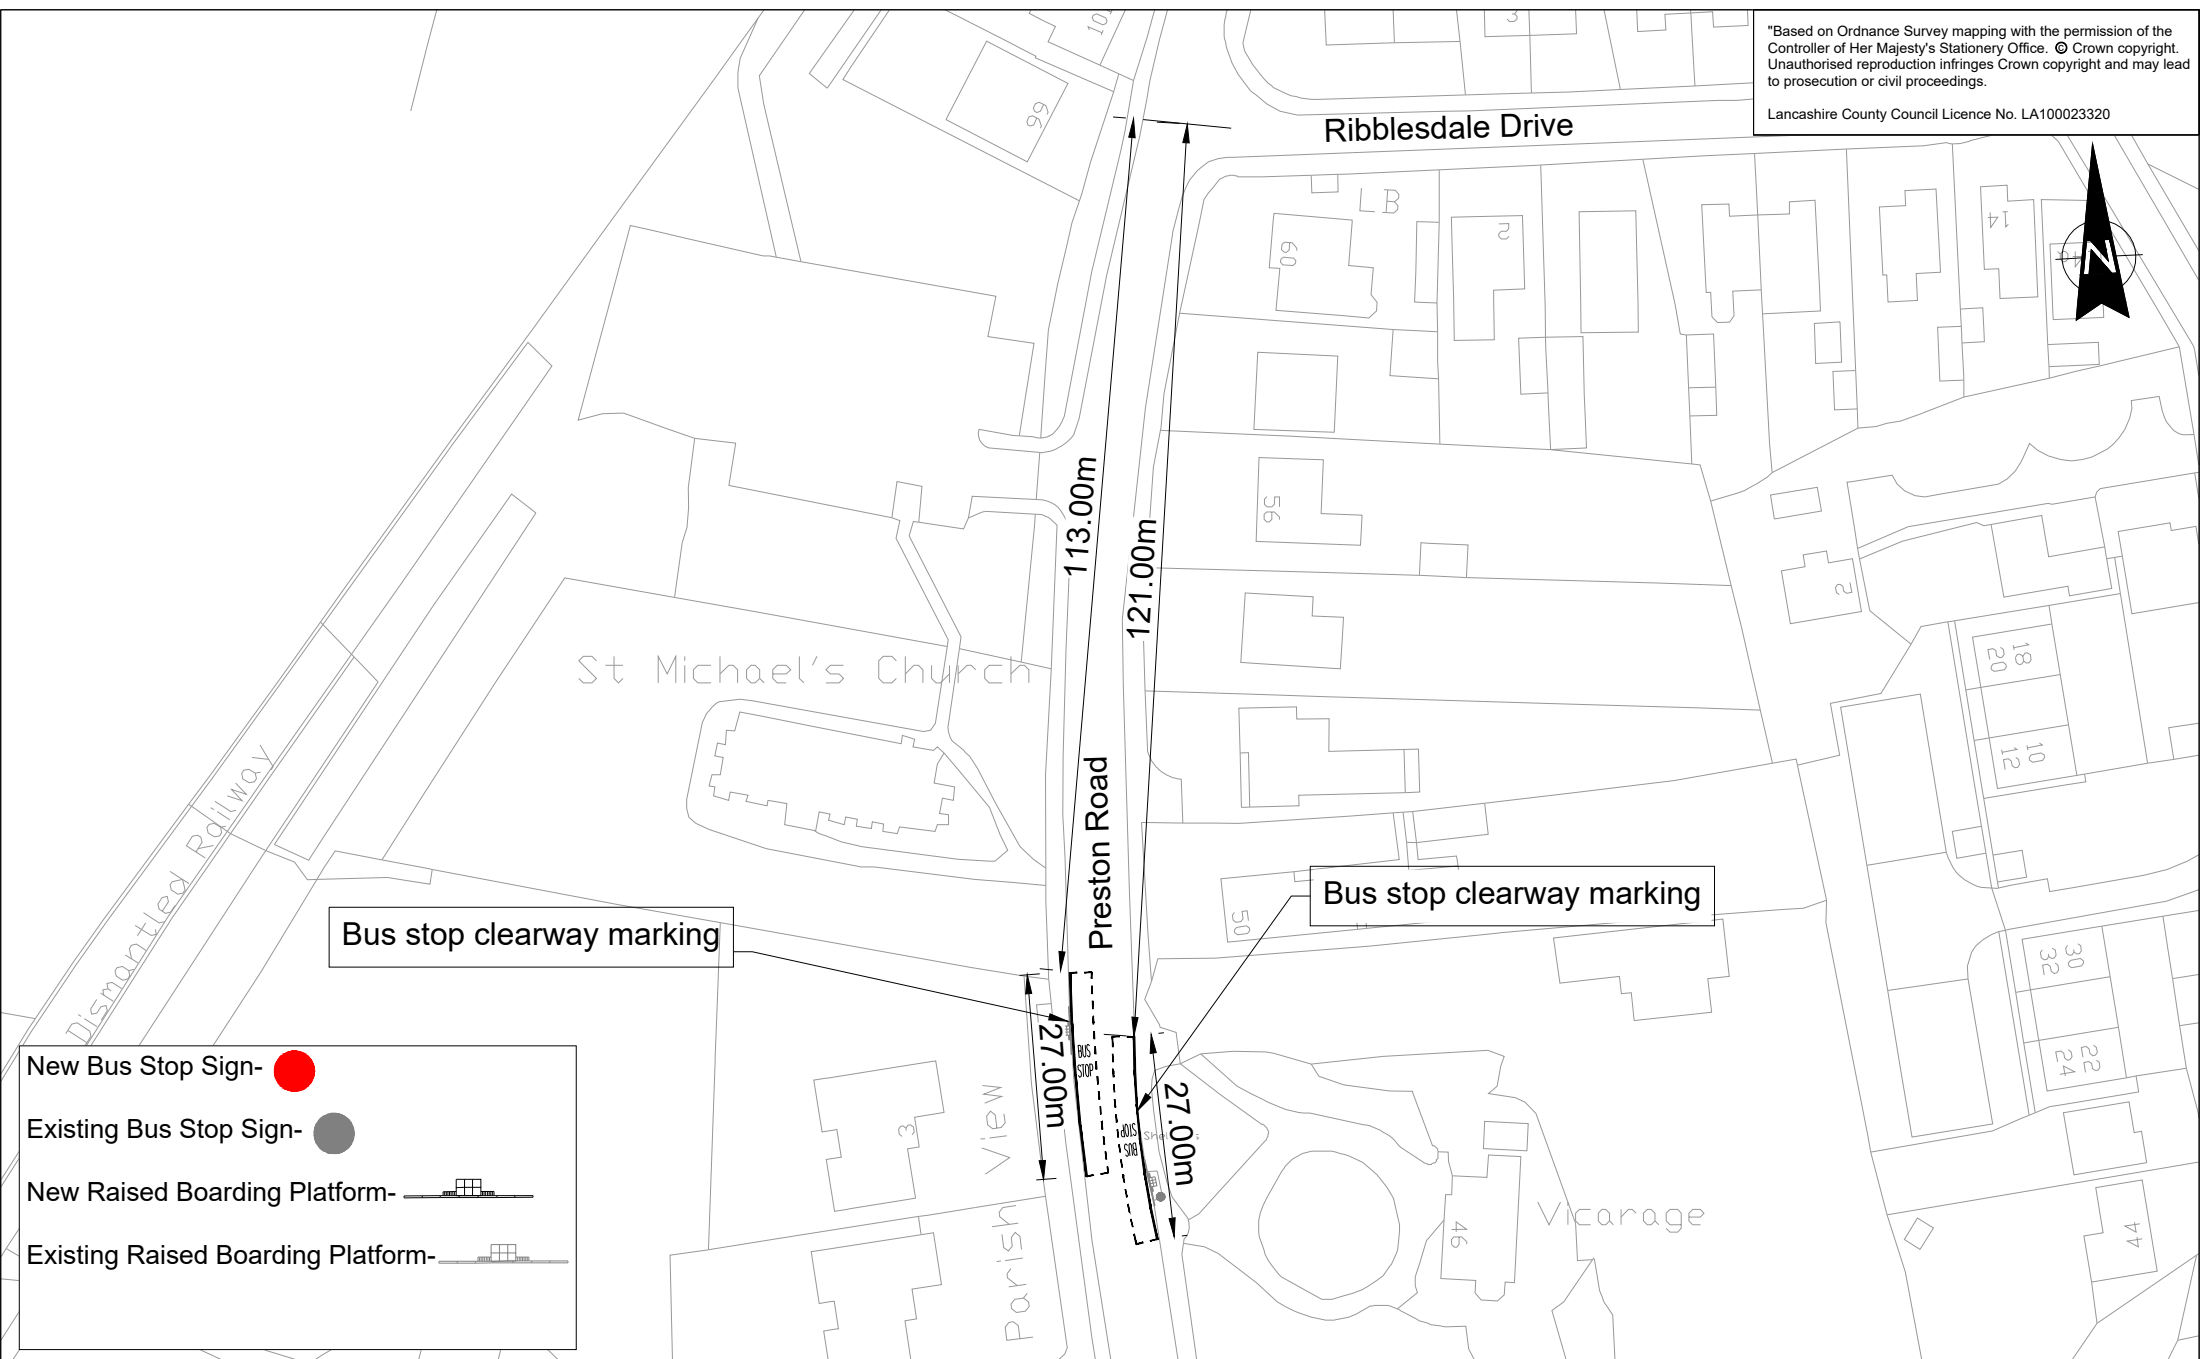 "Based on Ordnance Survey mapping with the permission of the
Controller of Her Majesty's Stationery Office. © Crown copyright.
Unauthorised reproduction infringes Crown copyright and may lead
to prosecution or civil proceedings.
Lancashire County Council Licence No. LA100023320
3
99
Ribblesdale Drive
LB
60
2
14
N
113.00m
56
121.00m
2
St Michael's Church
18
20
10
12
Dismantled Railway
Preston Road
Bus stop clearway marking
50
Bus stop clearway marking
30
32
22
24
27.00m
BUS
STOP
27.00m
BUS
STOP
3
Parish View
Vicarage
46
44
New Bus Stop Sign-
Existing Bus Stop Sign-
New Raised Boarding Platform-
Existing Raised Boarding Platform-